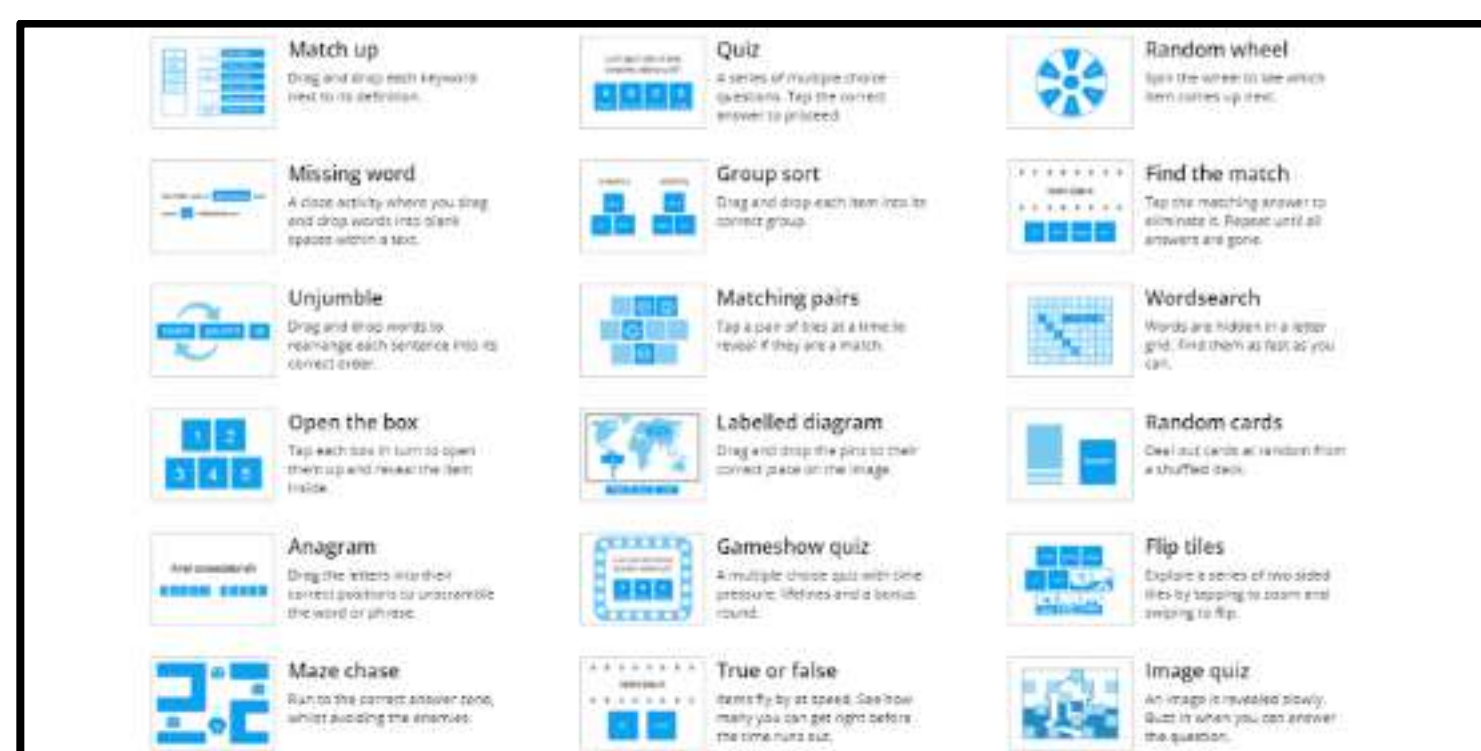 Match up
Drag and drop each keyword
next to its definition.
Quiz
A series of multiple choice
questions. Tap the correct
answer to proceed.
Random wheel
Spin the wheel to see which
item comes up next.
Missing word
A cloze activity where you drag
and drop words into blank
spaces within a text.
Group sort
Drag and drop each item into its
correct group.
Find the match
Tap the matching answer to
eliminate it. Repeat until all
answers are gone.
Unjumble
Drag and drop words to
rearrange each sentence into its
correct order.
Matching pairs
Tap a pair of tiles at a time to
reveal if they are a match.
Wordsearch
Words are hidden in a letter
grid. Find them as fast as you
can.
1 2
3 4 5
Open the box
Tap each box in turn to open
them up and reveal the item
inside.
Labelled diagram
Drag and drop the pins to their
correct place on the image.
Random cards
Deal out cards at random from
a shuffled deck.
Anagram
Drag the letters into their
correct positions to unscramble
the word or phrase.
Gameshow quiz
A multiple choice quiz with time
pressure, lifelines and a bonus
round.
Flip tiles
Explore a series of two sided
tiles by tapping to zoom and
swiping to flip.
Maze chase
Run to the correct answer zone,
whilst avoiding the enemies.
True or false
Items fly by at speed. See how
many you can get right before
the time runs out.
Image quiz
An image is revealed slowly.
Buzz in when you can answer
the question.